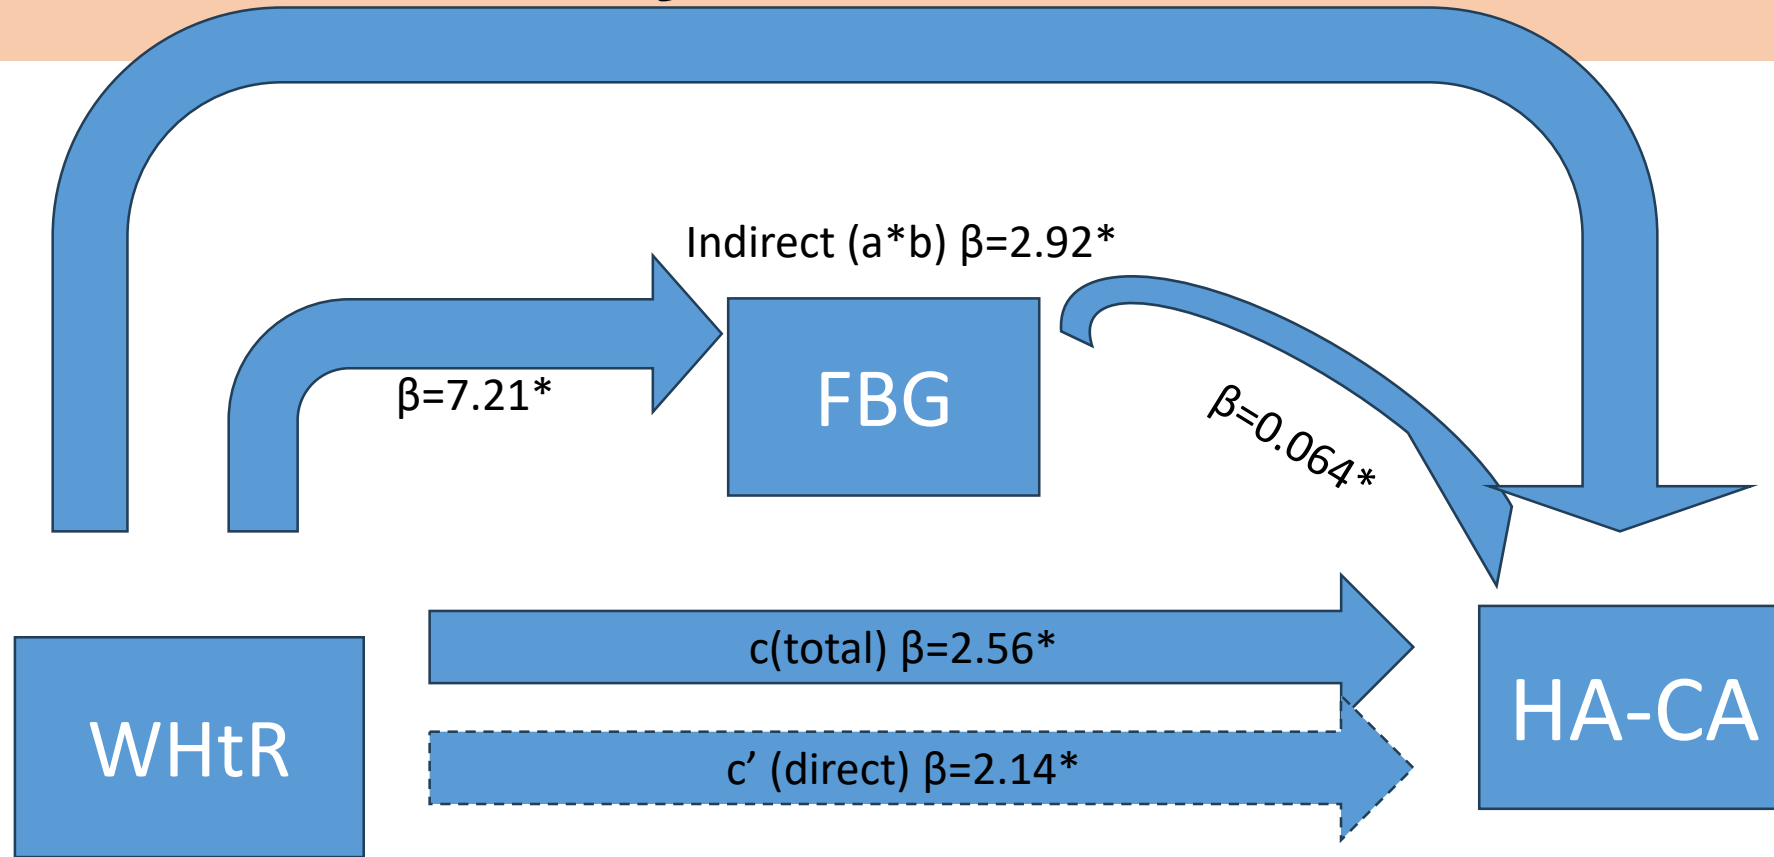 Indirect (a*b) β=2.92*
β=7.21*
FBG
β=0.064*
c(total) β=2.56*
WHtR
HA-CA
c’ (direct) β=2.14*